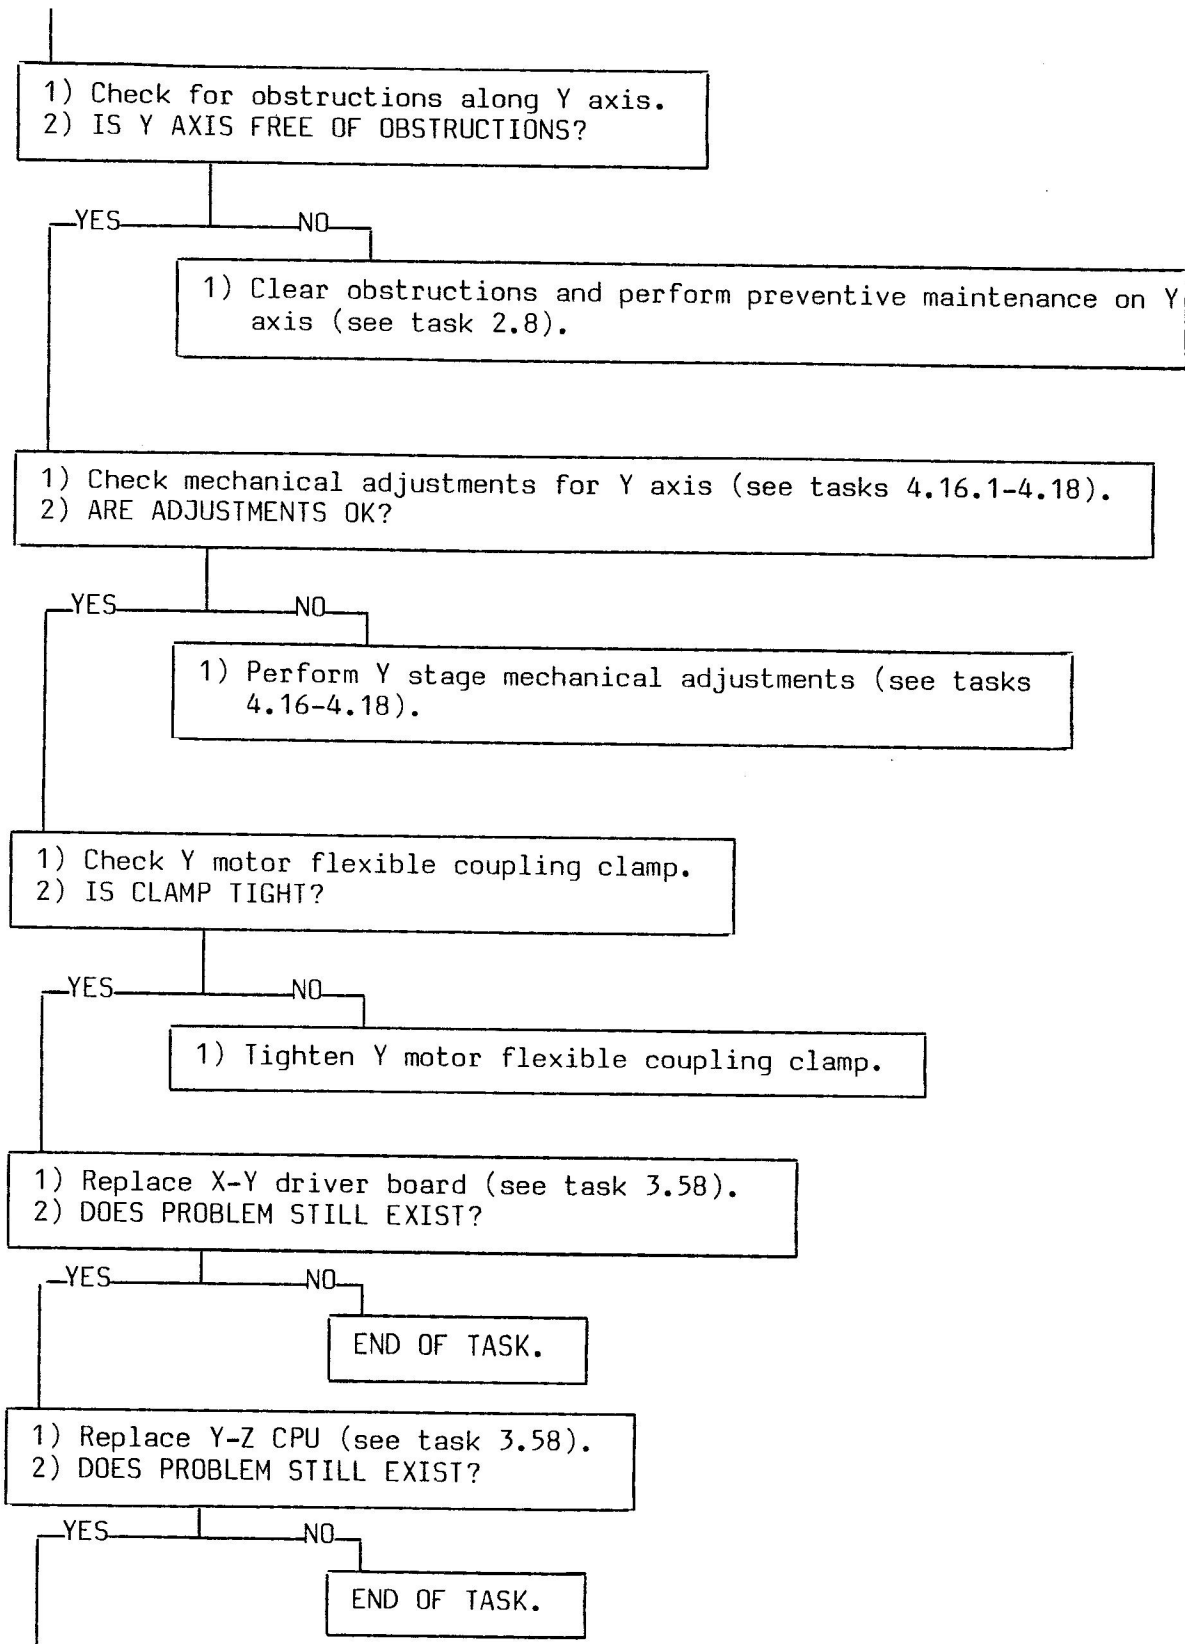 1) Check for obstructions along Y axis.
2) IS Y AXIS FREE OF OBSTRUCTIONS?
YES NO
1) Clear obstructions and perform preventive maintenance on Y
axis (see task 2.8).
1) Check mechanical adjustments for Y axis (see tasks 4.16.1-4.18).
2) ARE ADJUSTMENTS OK?
YES NO
1) Perform Y stage mechanical adjustments (see tasks
4.16-4.18).
1) Check Y motor flexible coupling clamp.
2) IS CLAMP TIGHT?
YES NO
1) Tighten Y motor flexible coupling clamp.
1) Replace X-Y driver board (see task 3.58).
2) DOES PROBLEM STILL EXIST?
YES NO
END OF TASK.
1) Replace Y-Z CPU (see task 3.58).
2) DOES PROBLEM STILL EXIST?
YES NO
END OF TASK.